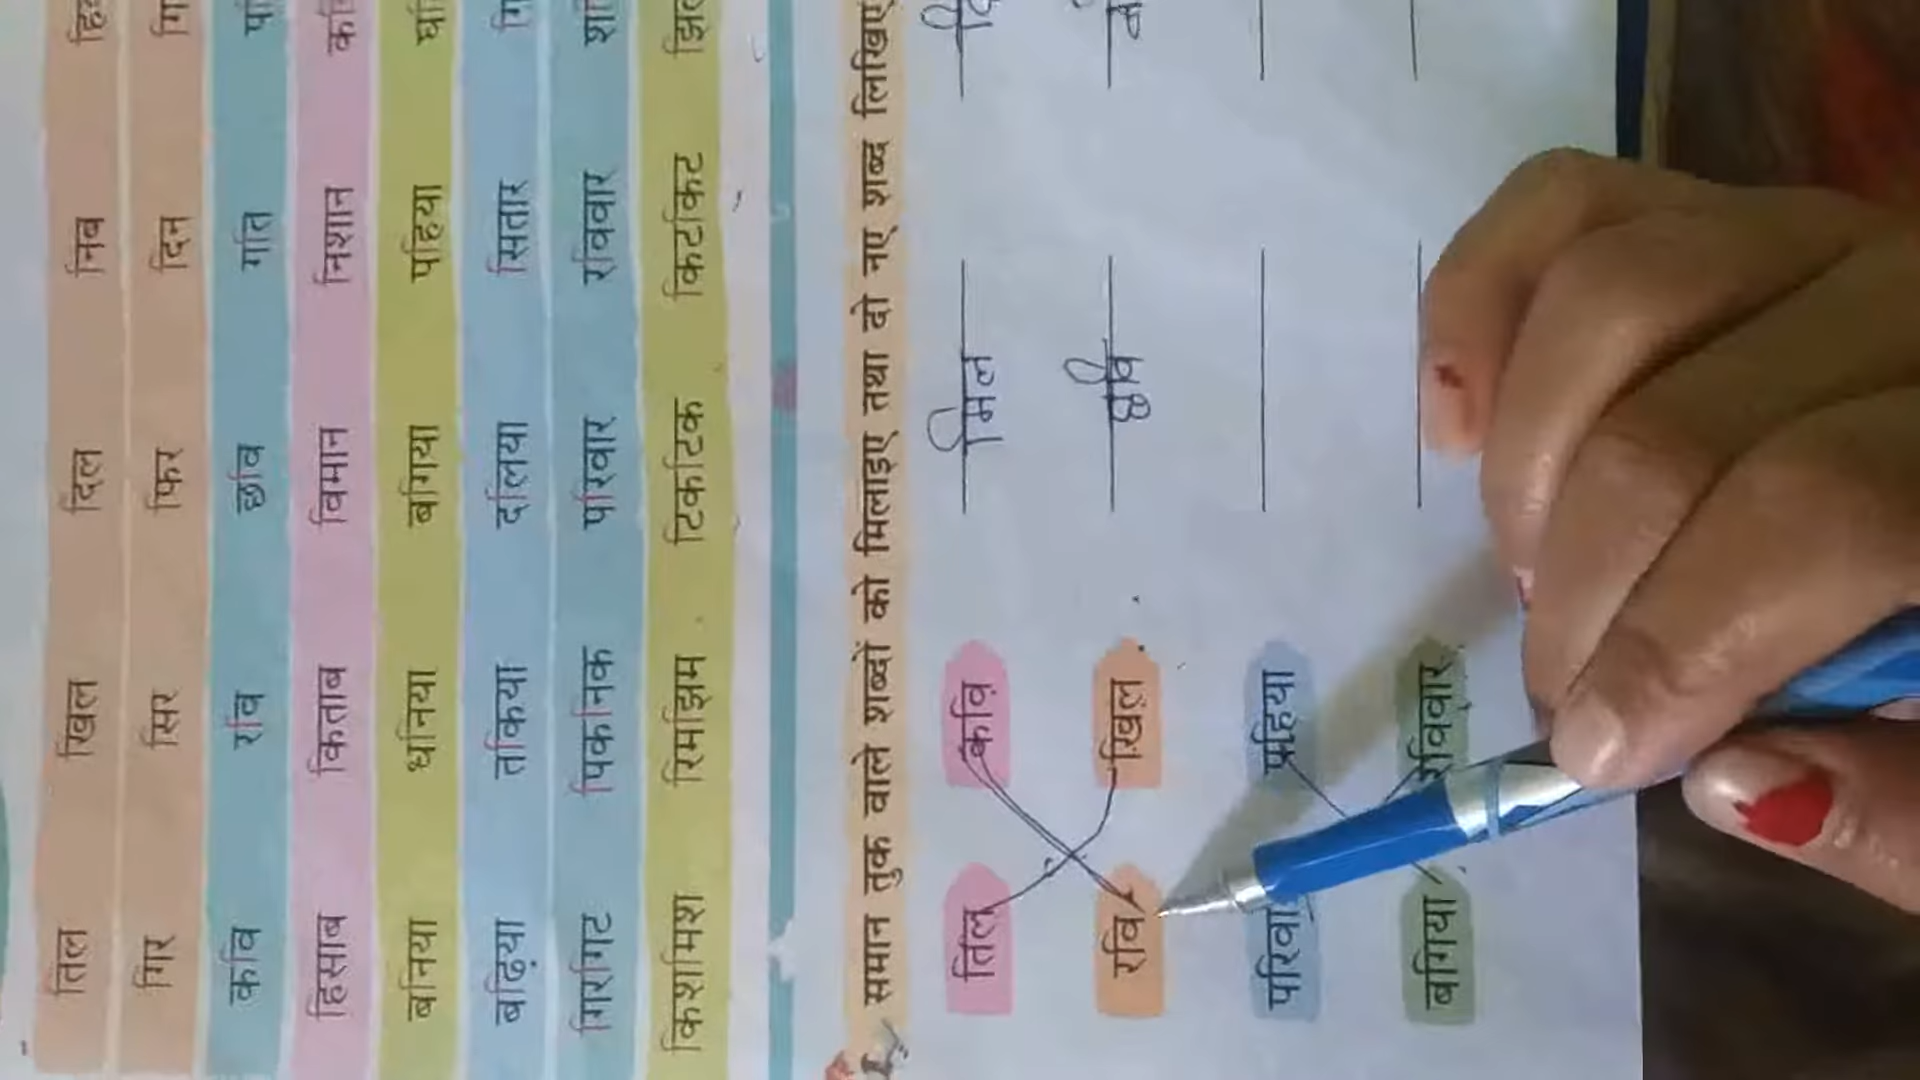 तिल खिल दिल निब
गिर सिर फिर दिन
कवि रवि छवि गति
हिसाब किताब विमान निशान
बनिया धनिया बगिया पहिया
बढ़िया तकिया दलिया सितार
गिरगिट पिकनिक परिवार रविवार
किशमिश रिमझिम टिकटिक किटकिट
समान तुक वाले शब्दों को मिलाइए तथा दो नए शब्द लिखिए
तिल कवि मिल
रवि खिल छवि
पहिया
बगिया रविवार